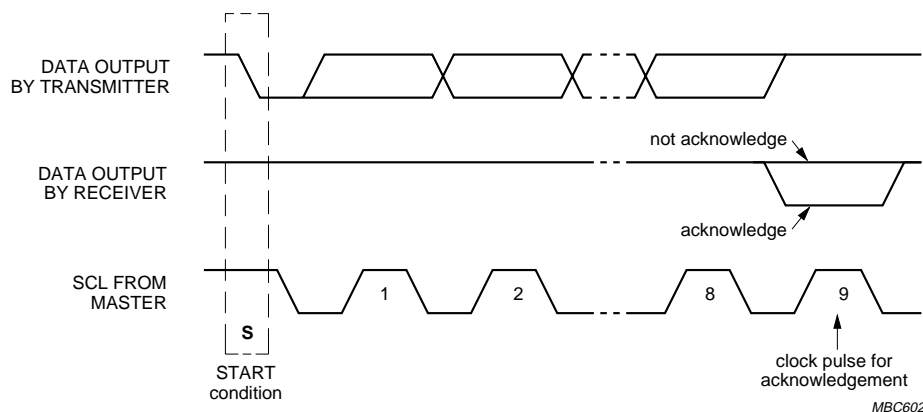 DATA OUTPUT
BY TRANSMITTER
not acknowledge
DATA OUTPUT
BY RECEIVER
acknowledge
SCL FROM
MASTER
1
2
8
9
S
START
condition
clock pulse for
acknowledgement
MBC602